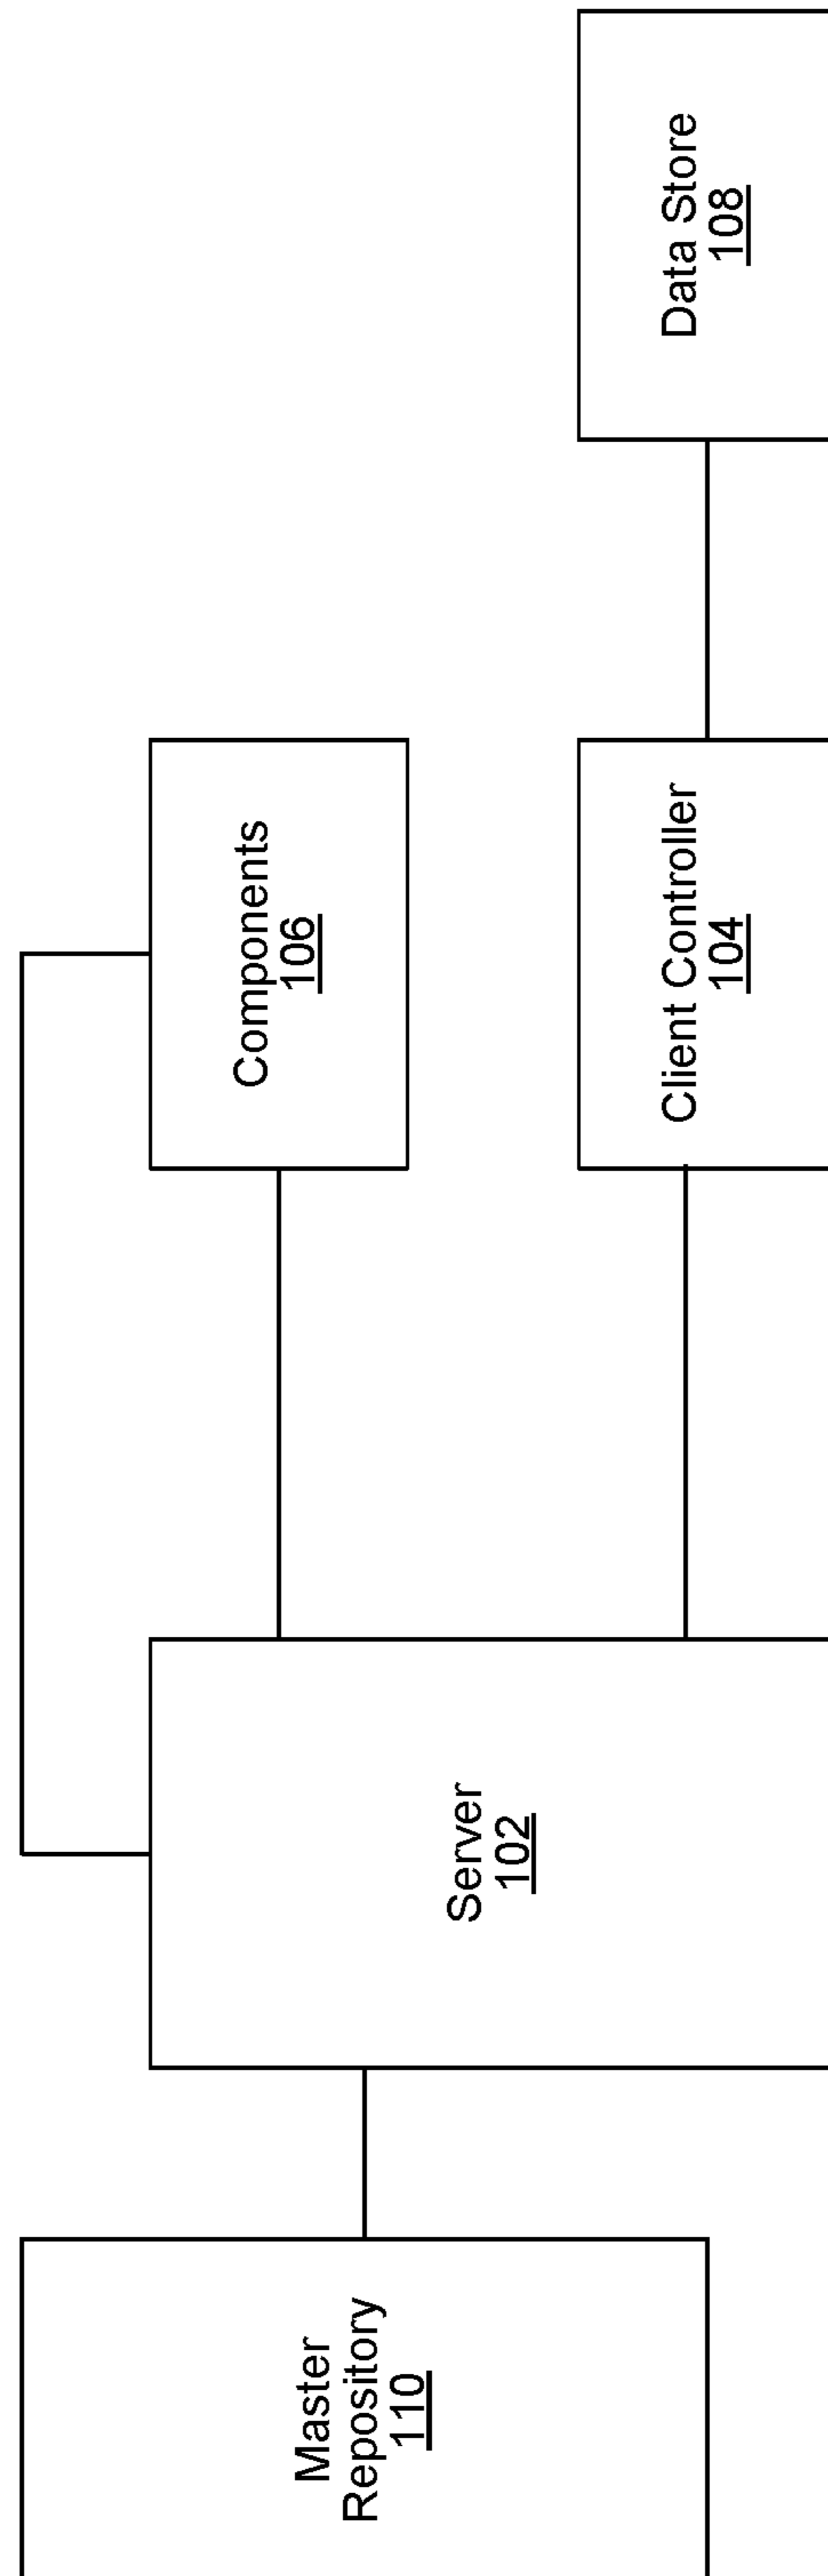 Master
Repository
110
Server
102
Components
106
Client Controller
104
Data Store
108